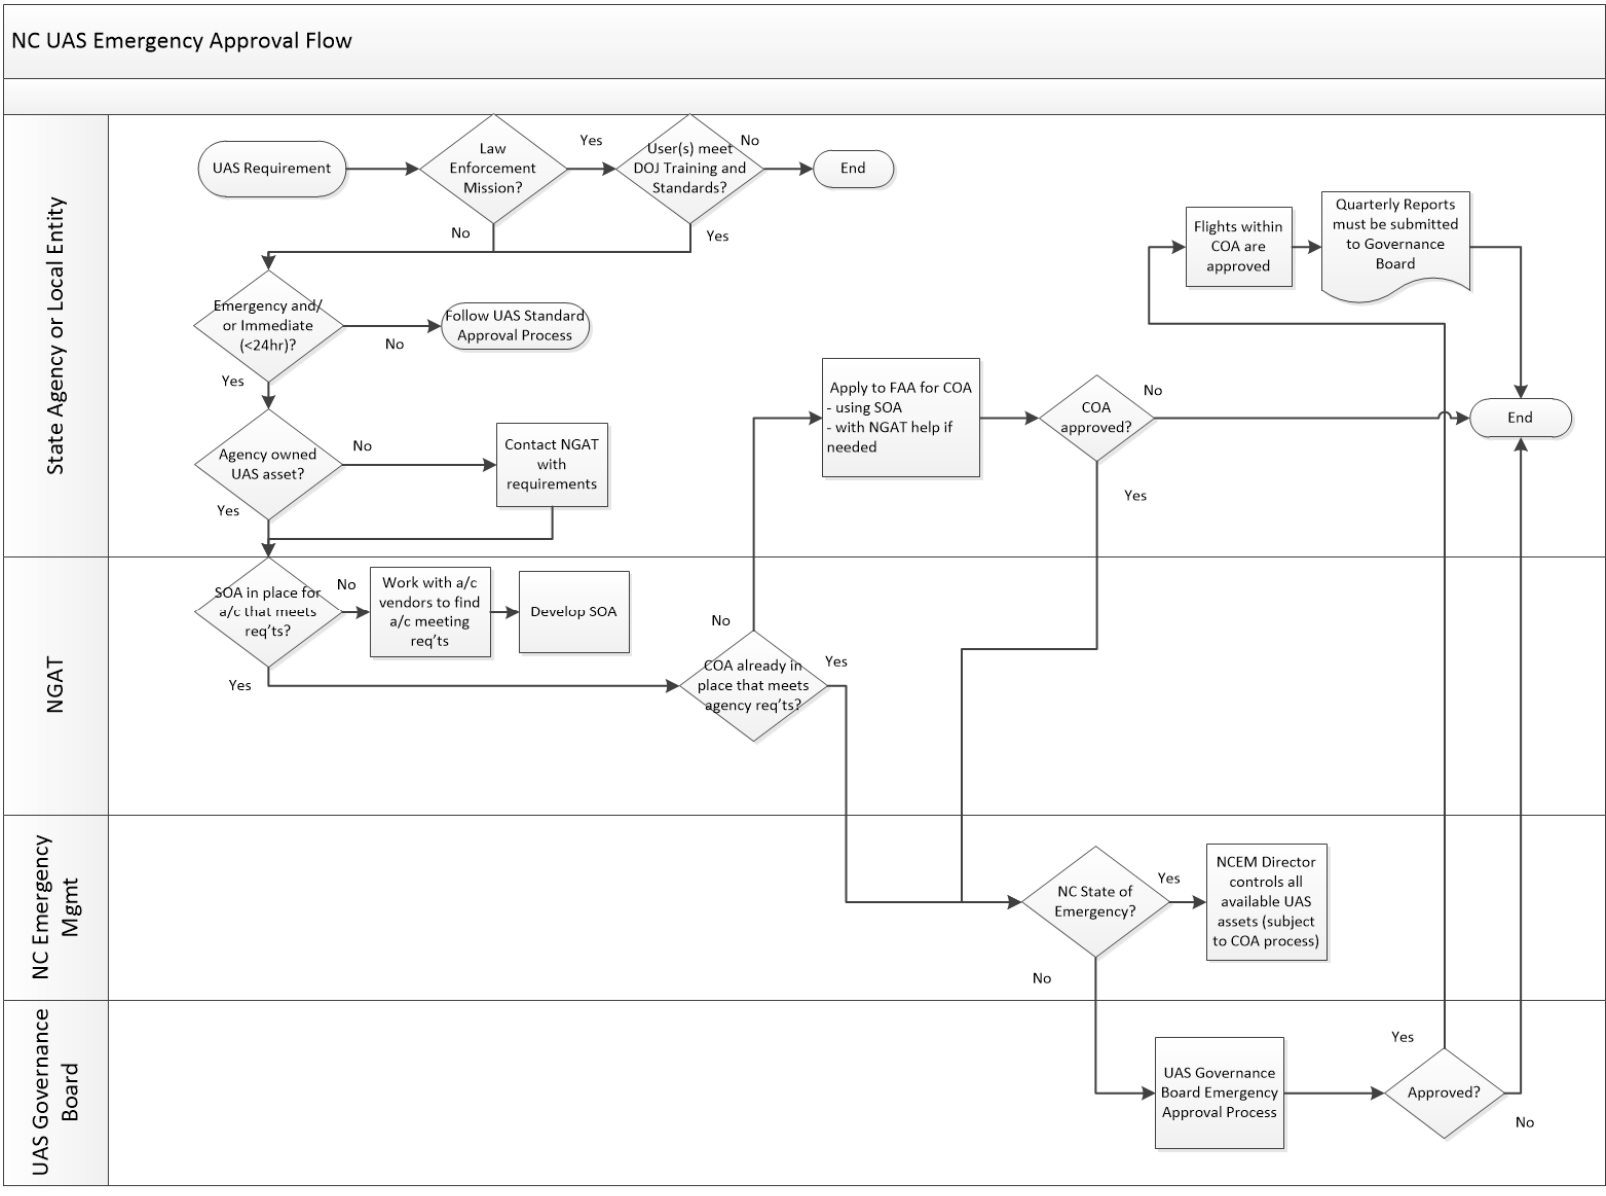 NC UAS Emergency Approval Flow
State Agency or Local Entity
UAS Requirement
Law
Enforcement
Mission?
Yes
No
User(s) meet
DOJ Training and
Standards?
No
Yes
End
Emergency and/
or Immediate
(<24hr)?
No
Yes
Follow UAS Standard
Approval Process
Agency owned
UAS asset?
No
Yes
Contact NGAT
with
requirements
Apply to FAA for COA
- using SOA
- with NGAT help if
needed
COA
approved?
No
Yes
Flights within
COA are
approved
Quarterly Reports
must be submitted
to Governance
Board
End
NGAT
SOA in place for
a/c that meets
req'ts?
No
Yes
Work with a/c
vendors to find
a/c meeting
req'ts
Develop SOA
COA already in
place that meets
agency req'ts?
No
Yes
NC Emergency
Mgmt
NC State of
Emergency?
Yes
No
NCEM Director
controls all
available UAS
assets (subject
to COA process)
UAS Governance
Board
UAS Governance
Board Emergency
Approval Process
Approved?
Yes
No